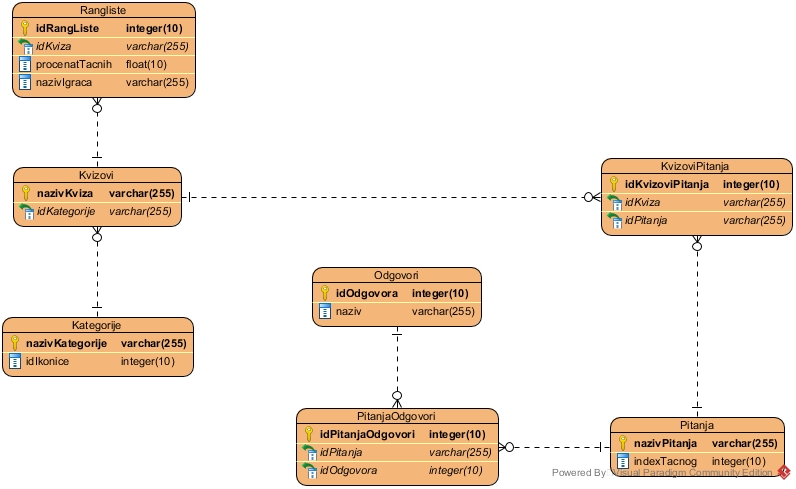 Rangliste
idRangListe integer(10)
idKviza varchar(255)
procenatTacnih float(10)
nazivIgraca varchar(255)
Kvizovi
nazivKviza varchar(255)
idKategorije varchar(255)
KvizoviPitanja
idKvizoviPitanja integer(10)
idKviza varchar(255)
idPitanja varchar(255)
Odgovori
idOdgovora integer(10)
naziv varchar(255)
Kategorije
nazivKategorije varchar(255)
idIkonice integer(10)
PitanjaOdgovori
idPitanjaOdgovori integer(10)
idPitanja varchar(255)
idOdgovora integer(10)
Pitanja
nazivPitanja varchar(255)
indexTacnog integer(10)
Powered By Visual Paradigm Community Edition